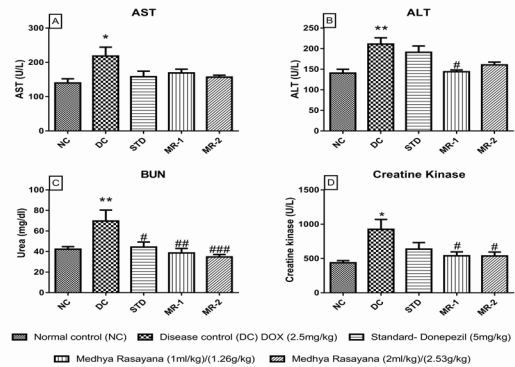 AST
A
AST (U/L)
300
200
100
0
*
NC
DC
STD
MR-1
MR-2
ALT
B
ALT (U/L)
250
200
150
100
50
0
**
#
NC
DC
STD
MR-1
MR-2
BUN
C
Urea (mg/dl)
100
80
60
40
20
0
**
#
##
###
NC
DC
STD
MR-1
MR-2
Creatine Kinase
D
Creatine kinase (U/L)
1500
1000
500
0
*
#
#
NC
DC
STD
MR-1
MR-2
Normal control (NC) Disease control (DC) DOX (2.5mg/kg) Standard- Donepezil (5mg/kg)
Medhya Rasayana (1ml/kg)/(1.26g/kg) Medhya Rasayana (2ml/kg)/(2.53g/kg)